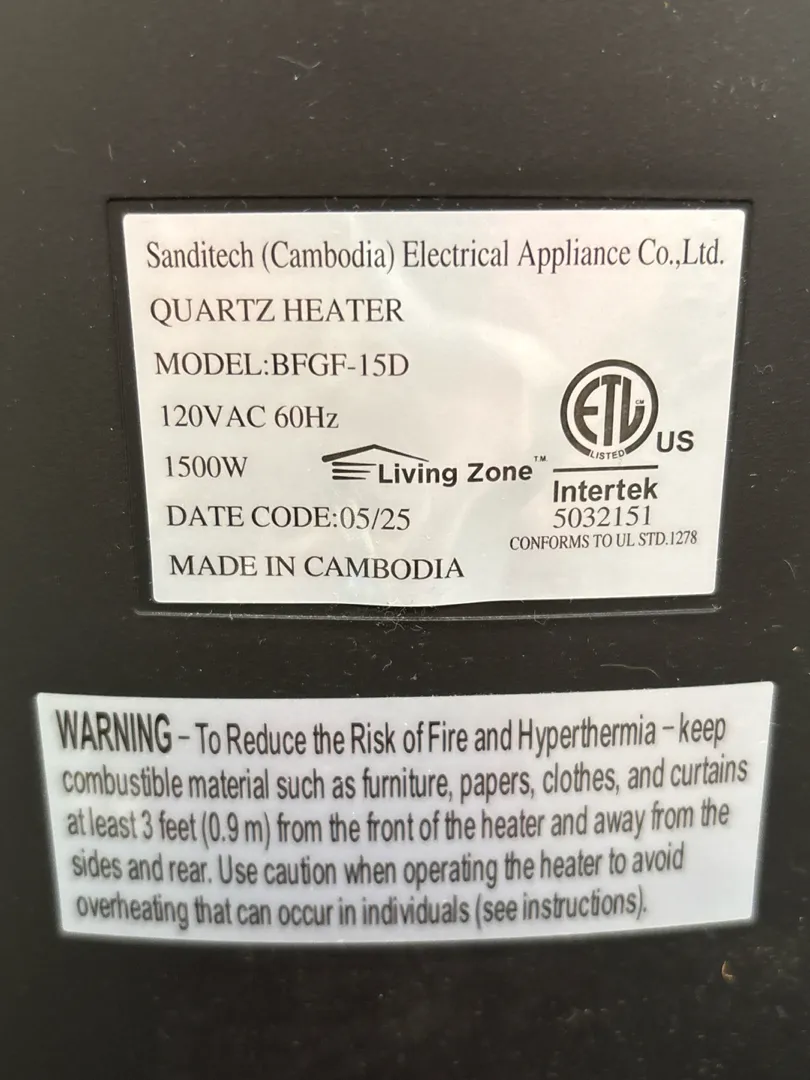 Sanditech (Cambodia) Electrical Appliance Co.,Ltd.
QUARTZ HEATER
MODEL:BFGF-15D
120VAC 60Hz
1500W
DATE CODE:05/25
MADE IN CAMBODIA
Living Zone™
ETL CM
LISTED
US
Intertek
5032151
CONFORMS TO UL STD.1278
WARNING – To Reduce the Risk of Fire and Hyperthermia – keep
combustible material such as furniture, papers, clothes, and curtains
at least 3 feet (0.9 m) from the front of the heater and away from the
sides and rear. Use caution when operating the heater to avoid
overheating that can occur in individuals (see instructions).